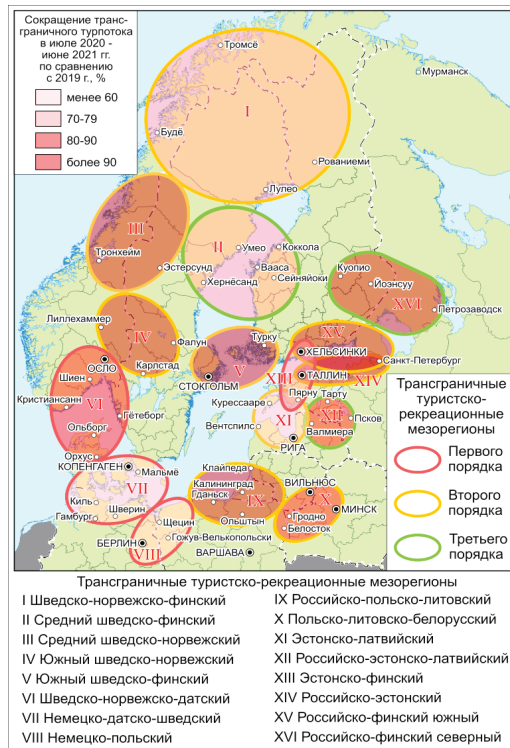 Сокращение транс-
граничного турпотока
в июле 2020 -
июне 2021 гг.
по сравнению
с 2019 г., %
менее 60
70-79
80-90
более 90
Тромсё
Мурманск
I
Будё
Рованиеми
Лулео
III
II
Умео
Коккола
Тронхейм
Эстерсунд
Вааса
Хернёсанд
Сейняйоки
Куопио
Йоэнсуу
XVI
Петрозаводск
Лиллехаммер
IV
Фалун
Турку
XV
ХЕЛЬСИНКИ
Санкт-Петербург
ОСЛО
Карлстад
V
XIII
ТАЛЛИН
XIV
Шиен
СТОКГОЛЬМ
Пярну
Тарту
Кристиансанн
VI
Гётеборг
Курессааре
XI
XII
Псков
Вентспилс
Валмиера
Ольборг
РИГА
Орхус
КОПЕНГАГЕН
Мальмё
Клайпеда
ВИЛЬНЮС
VII
Калининград
Киль
Гданьск
IX
X
МИНСК
Шверин
Гродно
Гамбург
Щецин
Ольштын
Белосток
БЕРЛИН
Гожув-Велькопольски
VIII
ВАРШАВА
Трансграничные
туристско-
рекреационные
мезорегионы
Первого
порядка
Второго
порядка
Третьего
порядка
Трансграничные туристско-рекреационные мезорегионы
I Шведско-норвежско-финский
II Средний шведско-финский
III Средний шведско-норвежский
IV Южный шведско-норвежский
V Южный шведско-финский
VI Шведско-норвежско-датский
VII Немецко-датско-шведский
VIII Немецко-польский
IX Российско-польско-литовский
X Польско-литовско-белорусский
XI Эстонско-латвийский
XII Российско-эстонско-латвийский
XIII Эстонско-финский
XIV Российско-эстонский
XV Российско-финский южный
XVI Российско-финский северный